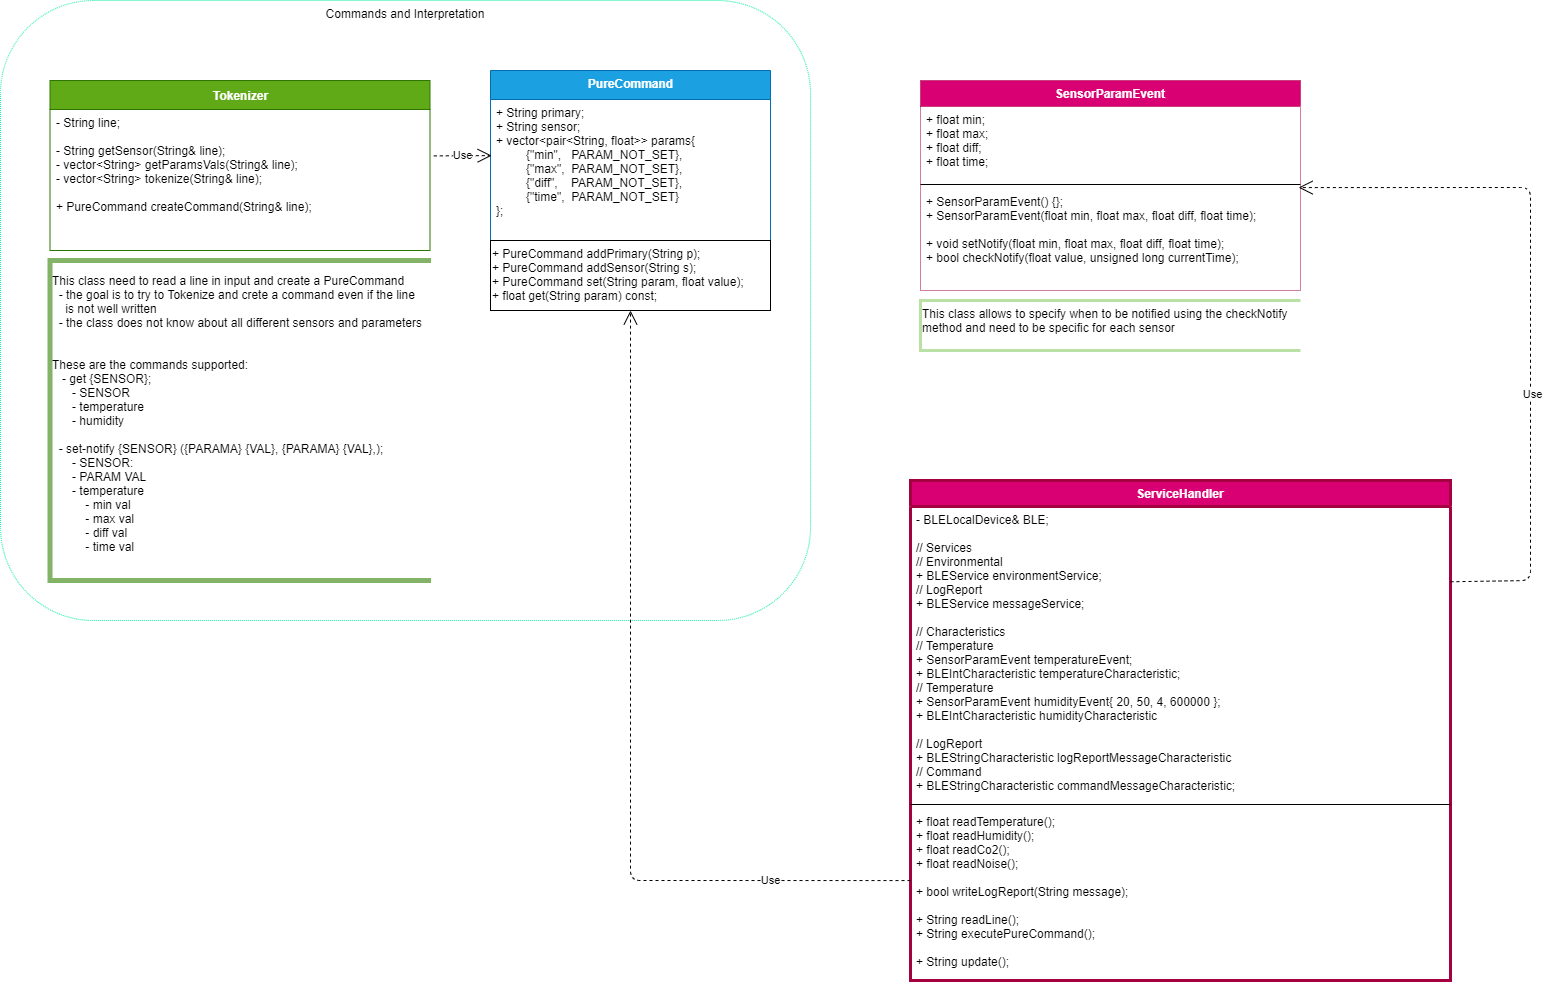 Commands and Interpretation
Tokenizer
- String line;
- String getSensor(String& line);
- vector<String> getParamsVals(String& line);
- vector<String> tokenize(String& line);
+ PureCommand createCommand(String& line);
This class need to read a line in input and create a PureCommand
- the goal is to try to Tokenize and crete a command even if the line
is not well written
- the class does not know about all different sensors and parameters
These are the commands supported:
- get {SENSOR};
- SENSOR
- temperature
- humidity
- set-notify {SENSOR} ({PARAMA} {VAL}, {PARAMA} {VAL},);
- SENSOR:
- PARAM VAL
- temperature
- min val
- max val
- diff val
- time val
Use
PureCommand
+ String primary;
+ String sensor;
+ vector<pair<String, float>> params{
{"min", PARAM_NOT_SET},
{"max", PARAM_NOT_SET},
{"diff", PARAM_NOT_SET},
{"time", PARAM_NOT_SET}
};
+ PureCommand addPrimary(String p);
+ PureCommand addSensor(String s);
+ PureCommand set(String param, float value);
+ float get(String param) const;
SensorParamEvent
+ float min;
+ float max;
+ float diff;
+ float time;
+ SensorParamEvent() {};
+ SensorParamEvent(float min, float max, float diff, float time);
+ void setNotify(float min, float max, float diff, float time);
+ bool checkNotify(float value, unsigned long currentTime);
This class allows to specify when to be notified using the checkNotify
method and need to be specific for each sensor
Use
ServiceHandler
- BLELocalDevice& BLE;
// Services
// Environmental
+ BLEService environmentService;
// LogReport
+ BLEService messageService;
// Characteristics
// Temperature
+ SensorParamEvent temperatureEvent;
+ BLEIntCharacteristic temperatureCharacteristic;
// Temperature
+ SensorParamEvent humidityEvent{ 20, 50, 4, 600000 };
+ BLEIntCharacteristic humidityCharacteristic
// LogReport
+ BLEStringCharacteristic logReportMessageCharacteristic
// Command
+ BLEStringCharacteristic commandMessageCharacteristic;
+ float readTemperature();
+ float readHumidity();
+ float readCo2();
+ float readNoise();
+ bool writeLogReport(String message);
+ String readLine();
+ String executePureCommand();
+ String update();
Use